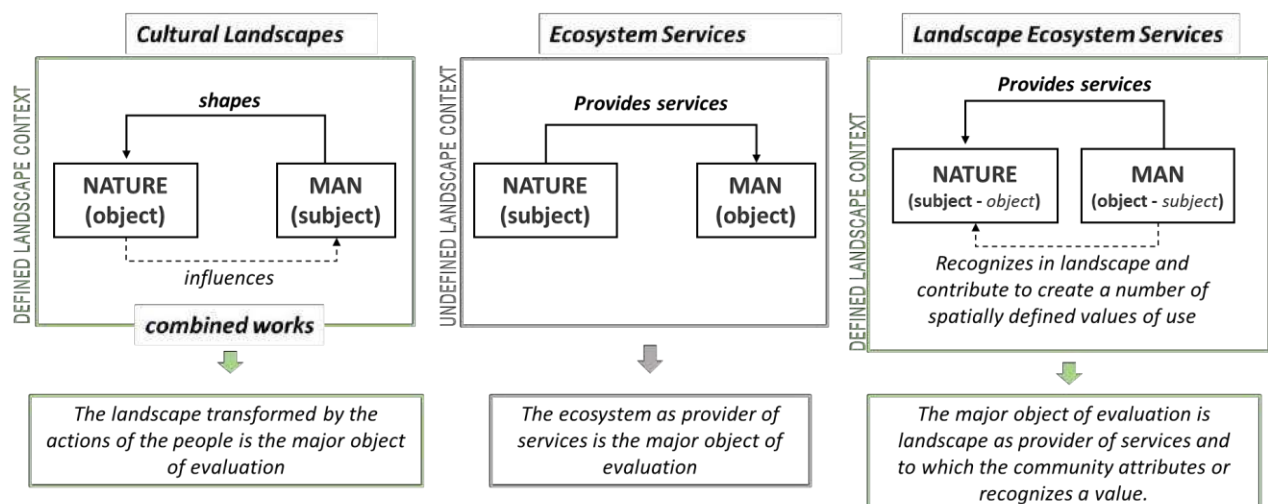 Cultural Landscapes
DEFINED LANDSCAPE CONTEXT
shapes
NATURE
(object)
MAN
(subject)
influences
combined works
The landscape transformed by the
actions of the people is the major object
of evaluation
Ecosystem Services
UNDEFINED LANDSCAPE CONTEXT
Provides services
NATURE
(subject)
MAN
(object)
The ecosystem as provider of
services is the major object of
evaluation
Landscape Ecosystem Services
DEFINED LANDSCAPE CONTEXT
Provides services
NATURE
(subject - object)
MAN
(object - subject)
Recognizes in landscape and
contribute to create a number of
spatially defined values of use
The major object of evaluation is
landscape as provider of services and
to which the community attributes or
recognizes a value.